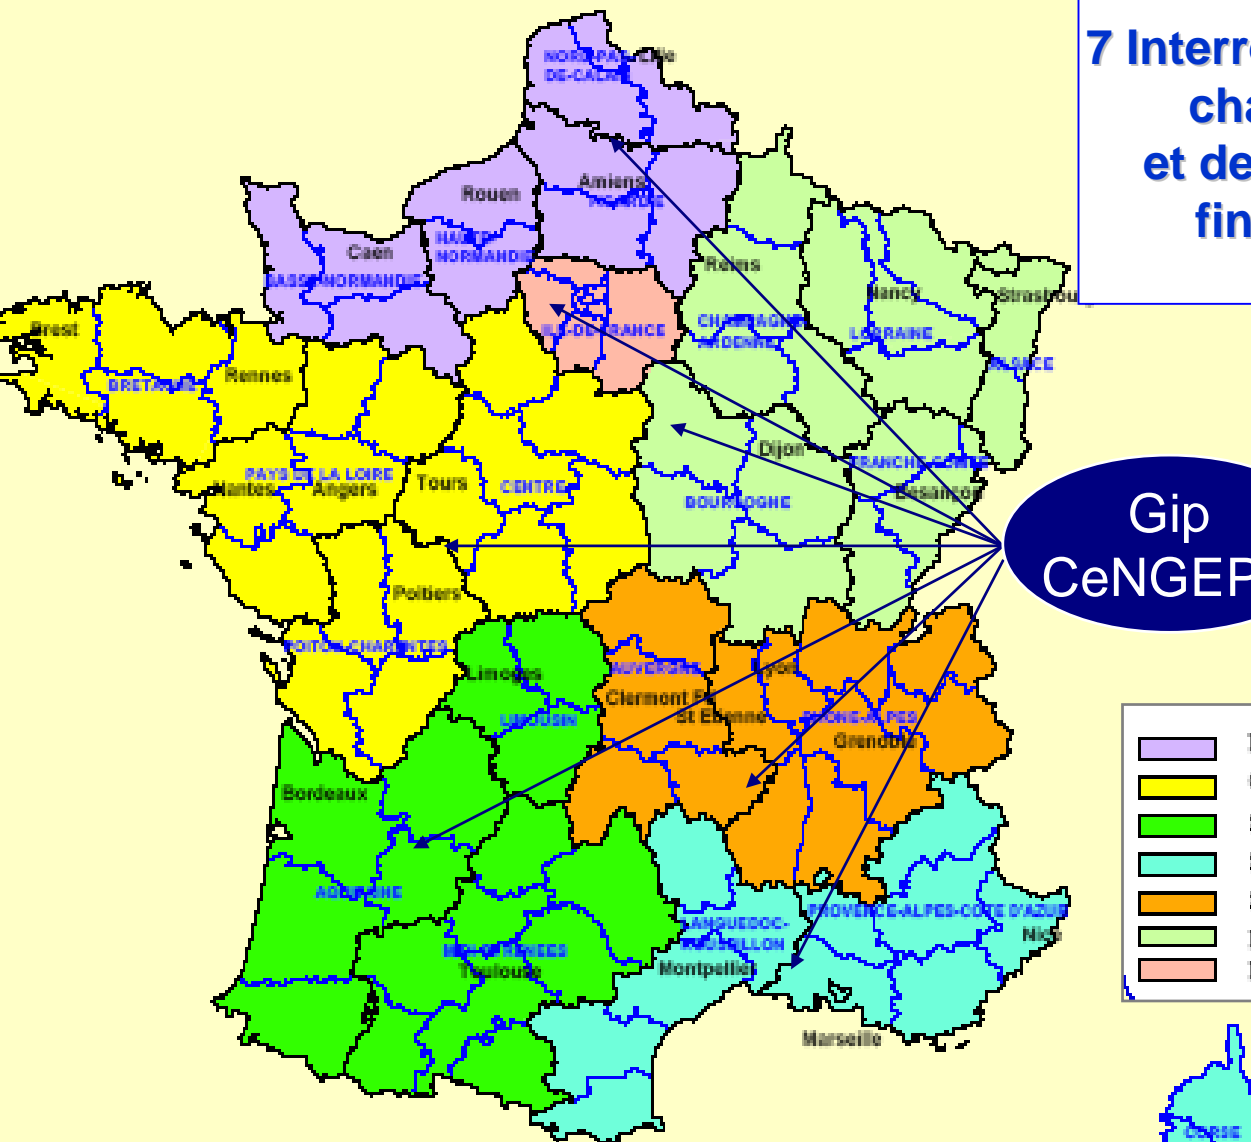 7 Interr
cha
et de
fin
NORD-PAS-
DE-CALAIS
Lille
Amiens
PICARDIE
Rouen
HAUTE-
NORMANDIE
Caen
BASSE-NORMANDIE
Reims
CHAMPAGNE
ARDENNE
Nancy
LORRAINE
Strasbou
ALSACE
ILE-DE-FRANCE
Brest
BRETAGNE
Rennes
PAYS DE LA LOIRE
Nantes
Angers
Tours
CENTRE
Dijon
BOURGOGNE
FRANCHE-COMTE
Besançon
Gip
CeNGEP
Poitiers
POITOU-CHARENTES
Limoges
LIMOUSIN
AUVERGNE
Clermont Fd
St Etienne
Lyon
RHONE-ALPES
Grenoble
Bordeaux
AQUITAINE
MIDI-PYRENEES
Toulouse
LANGUEDOC-
ROUSSILLON
Montpellier
PROVENCE-ALPES-COTE D'AZUR
Nice
Marseille
CORSE